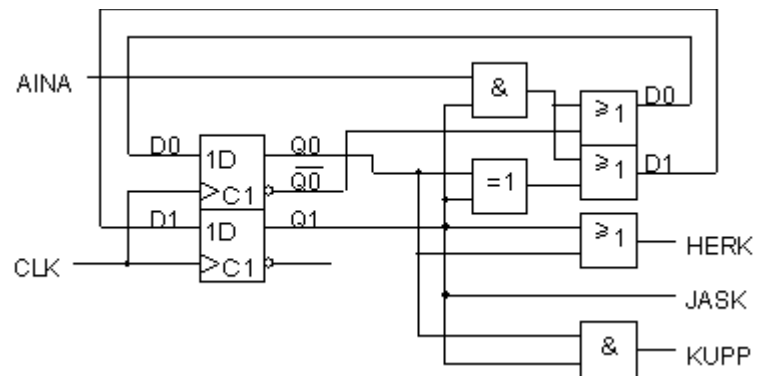 AINA
&
≥1
D0
D0
1D
Q0
=1
≥1
D1
>C1
Q0
D1
1D
Q1
≥1
HERK
CLK
>C1
JASK
&
KUPP